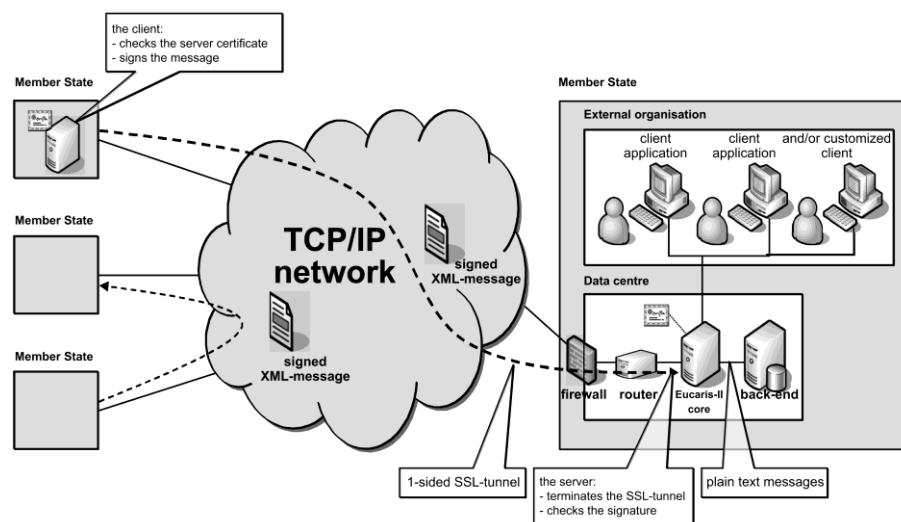 the client:
- checks the server certificate
- signs the message
Member State
Member State
Member State
TCP/IP
network
signed
XML-message
signed
XML-message
Member State
External organisation
client
application
client
application
and/or customized
client
Data centre
firewall
router
Eucaris-II
core
back-end
1-sided SSL-tunnel
the server:
- terminates the SSL-tunnel
- checks the signature
plain text messages